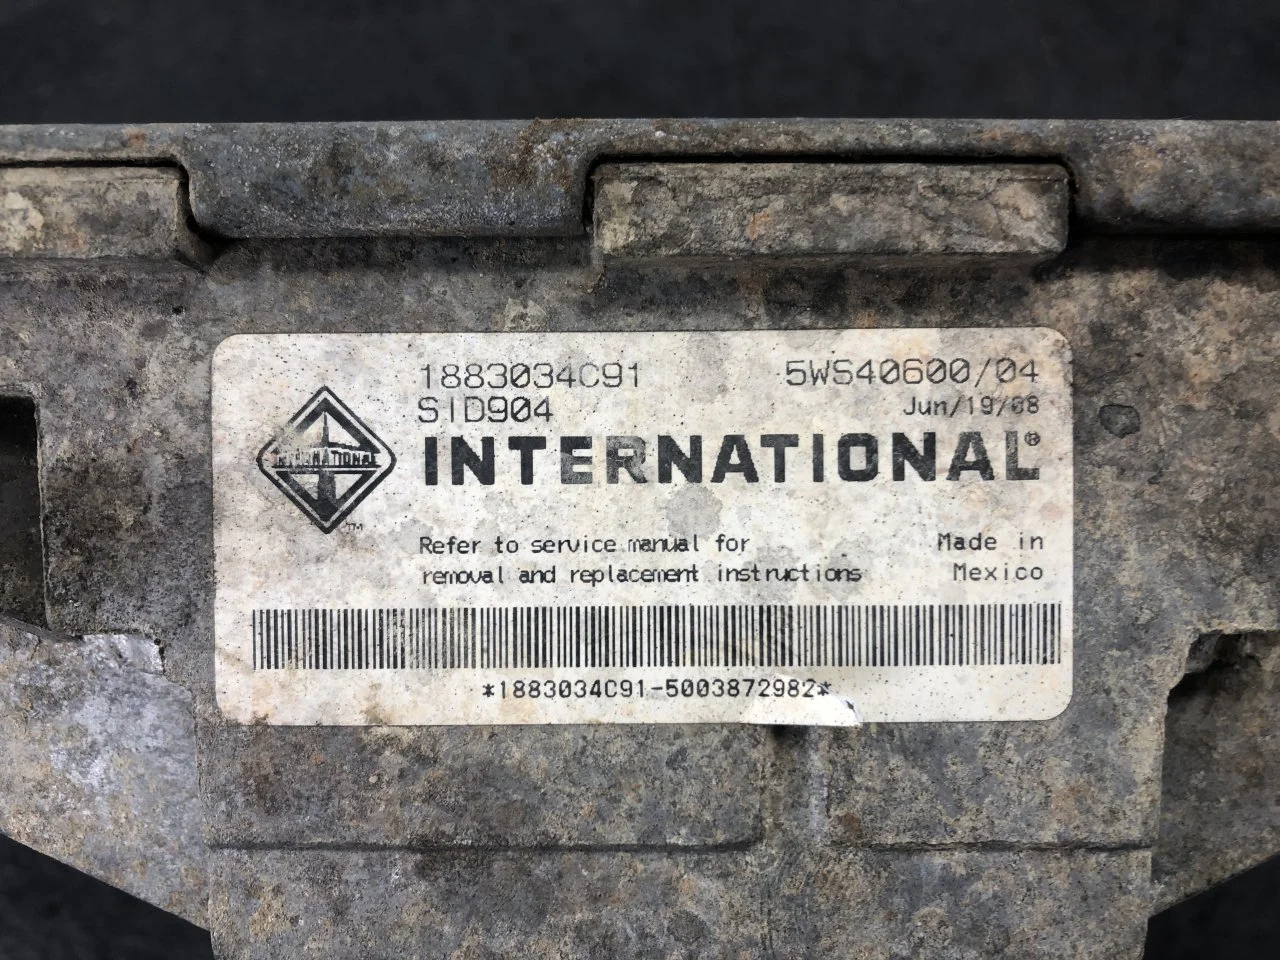 1883034C91 5WS40600/04
SID904 Jun/19/08
INTERNATIONAL®
INTERNATIONAL
TM
Refer to service manual for Made in
removal and replacement instructions Mexico
*1883034C91-5003872982*